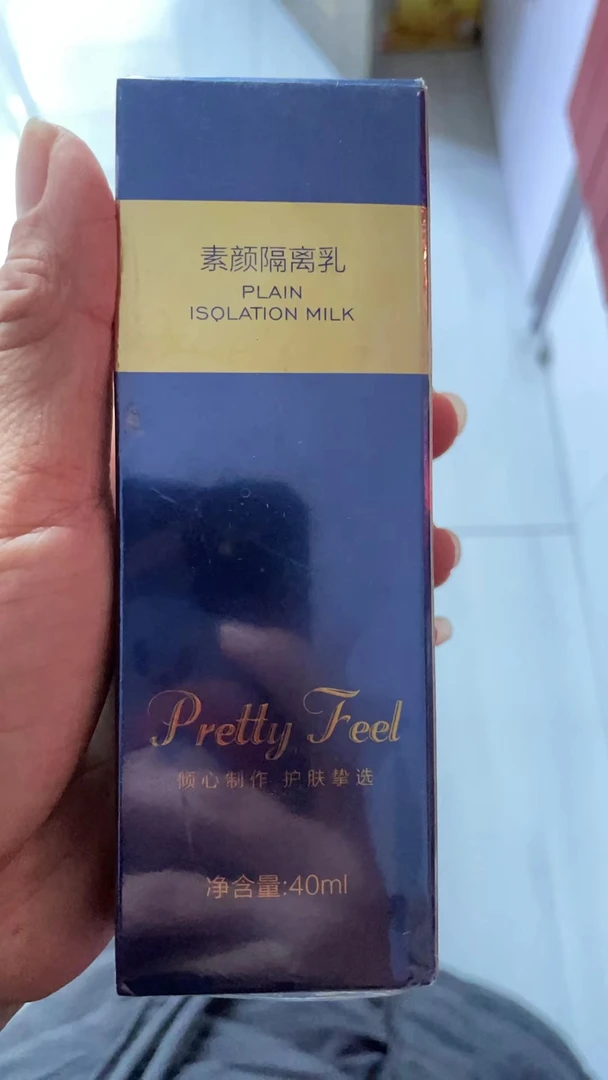 素颜隔离乳
PLAIN
ISOLATION MILK
Pretty Feel
倾心制作 护肤挚选
净含量:40ml